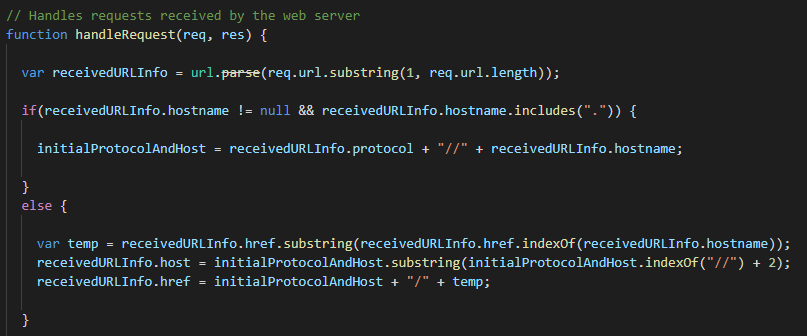 // Handles requests received by the web server
function handleRequest(req, res) {
var receivedURLInfo = url.parse(req.url.substring(1, req.url.length));
if(receivedURLInfo.hostname != null && receivedURLInfo.hostname.includes(".")) {
initialProtocolAndHost = receivedURLInfo.protocol + "//" + receivedURLInfo.hostname;
}
else {
var temp = receivedURLInfo.href.substring(receivedURLInfo.href.indexOf(receivedURLInfo.hostname));
receivedURLInfo.host = initialProtocolAndHost.substring(initialProtocolAndHost.indexOf("//") + 2);
receivedURLInfo.href = initialProtocolAndHost + "/" + temp;
}